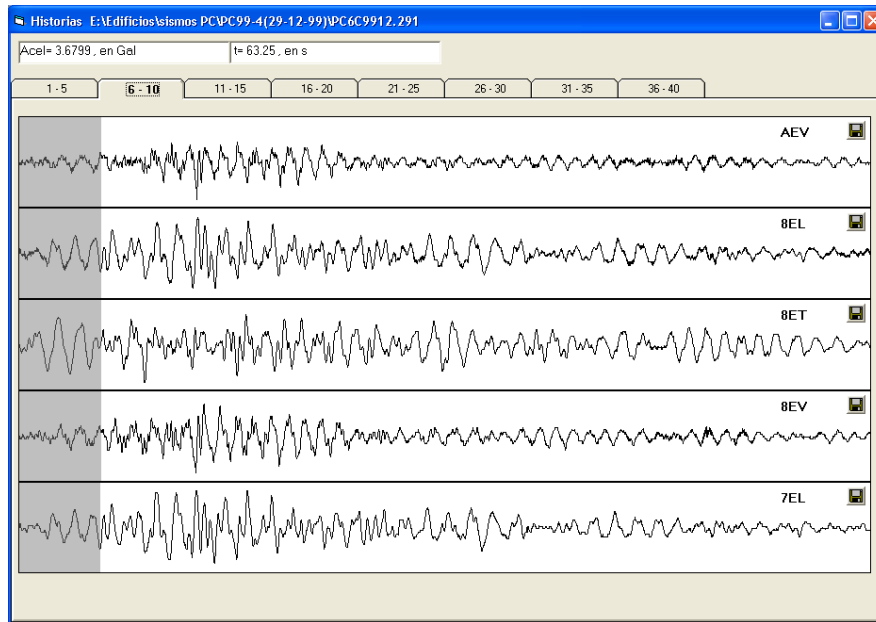 Historias E:\Edificios\sismos PC\PC99-4(29-12-99)\PC6C9912.291
Acel= 3.6799 , en Gal t= 63.25 , en s
1 - 5 6 - 10 11 - 15 16 - 20 21 - 25 26 - 30 31 - 35 36 - 40
AEV
8EL
8ET
8EV
7EL